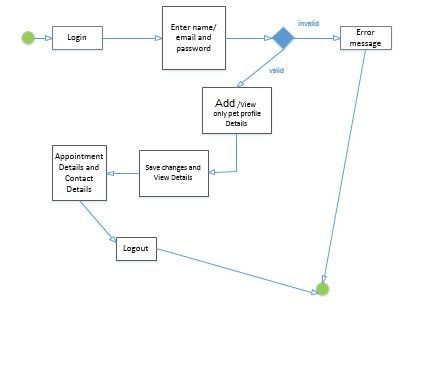 Login
Enter name/
email and
password
invalid
Error
message
valid
Add /View
only pet profile
Details
Save changes and
View Details
Appointment
Details and
Contact
Details
Logout